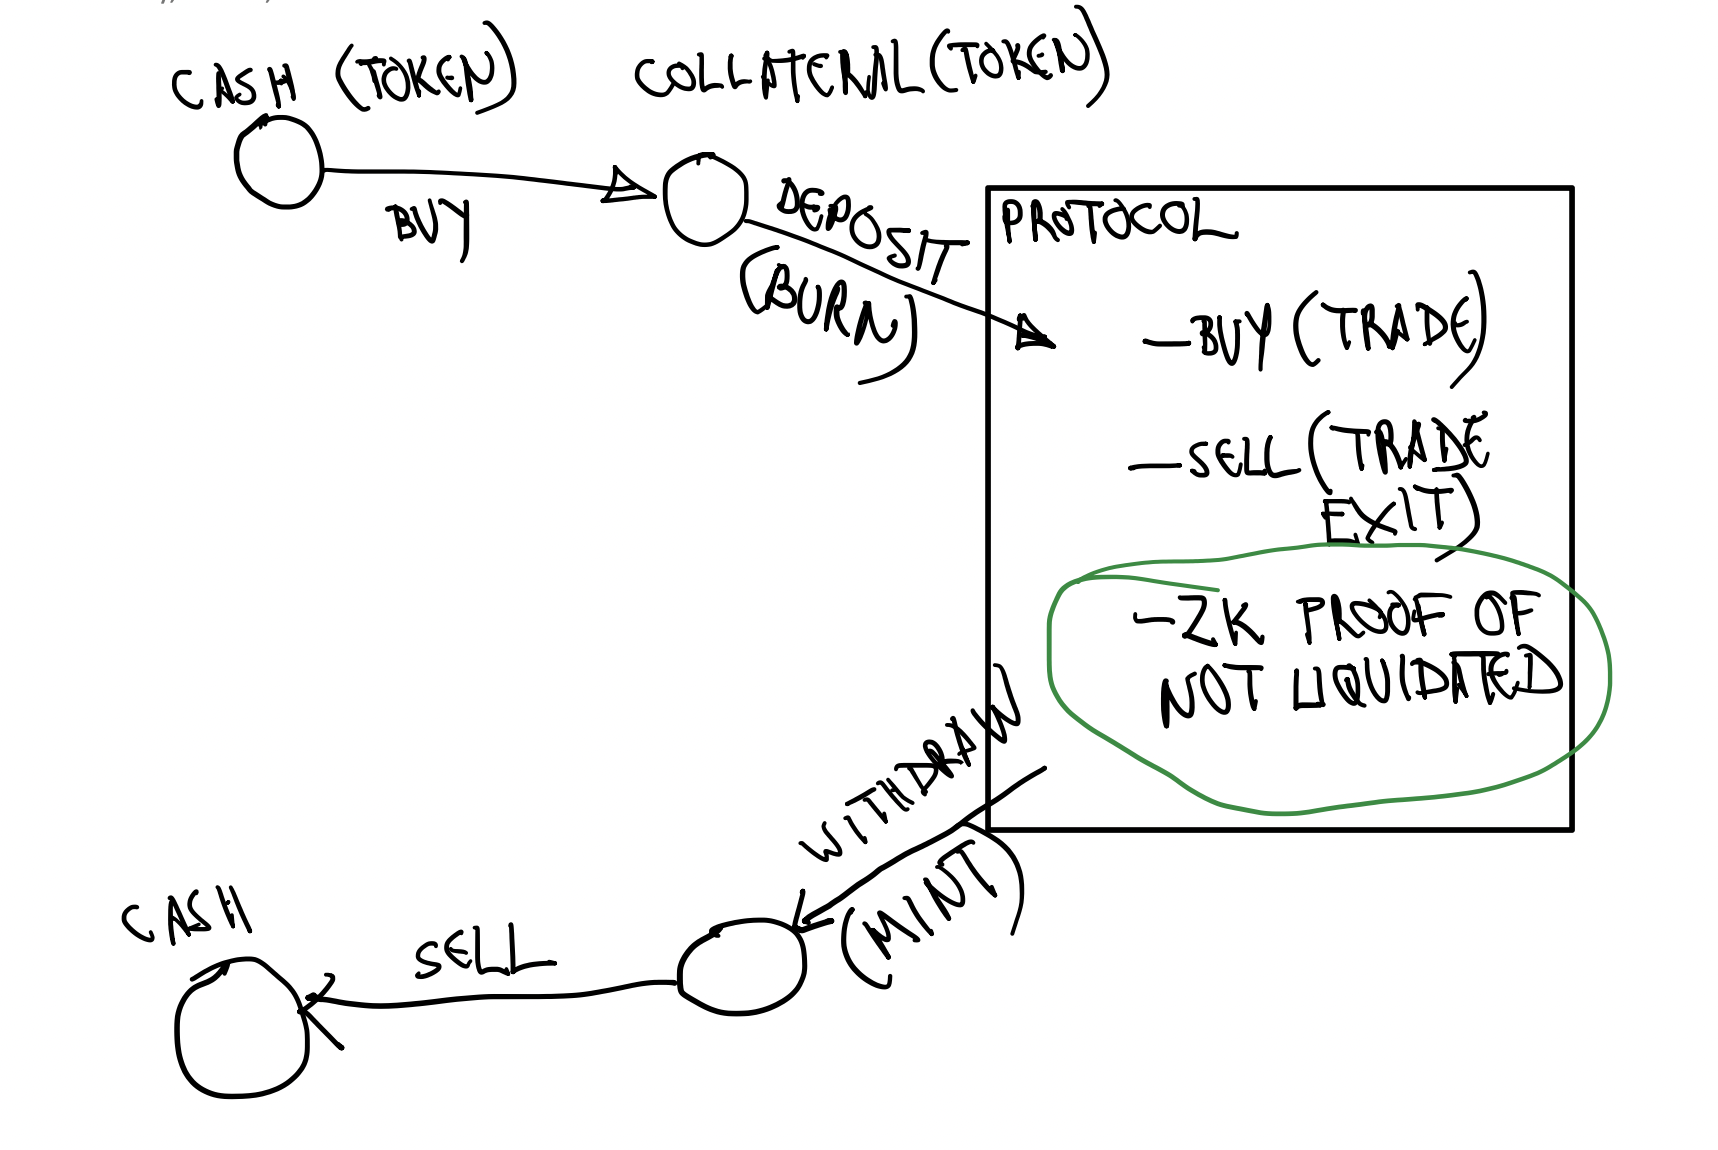 CASH (TOKEN)
COLLATERAL (TOKEN)
BUY
DEPOSIT
(BURN)
PROTOCOL
- BUY (TRADE)
- SELL (TRADE
EXIT)
- ZK PROOF OF
NOT LIQUIDATED
WITHDRAW
(MINT)
SELL
CASH